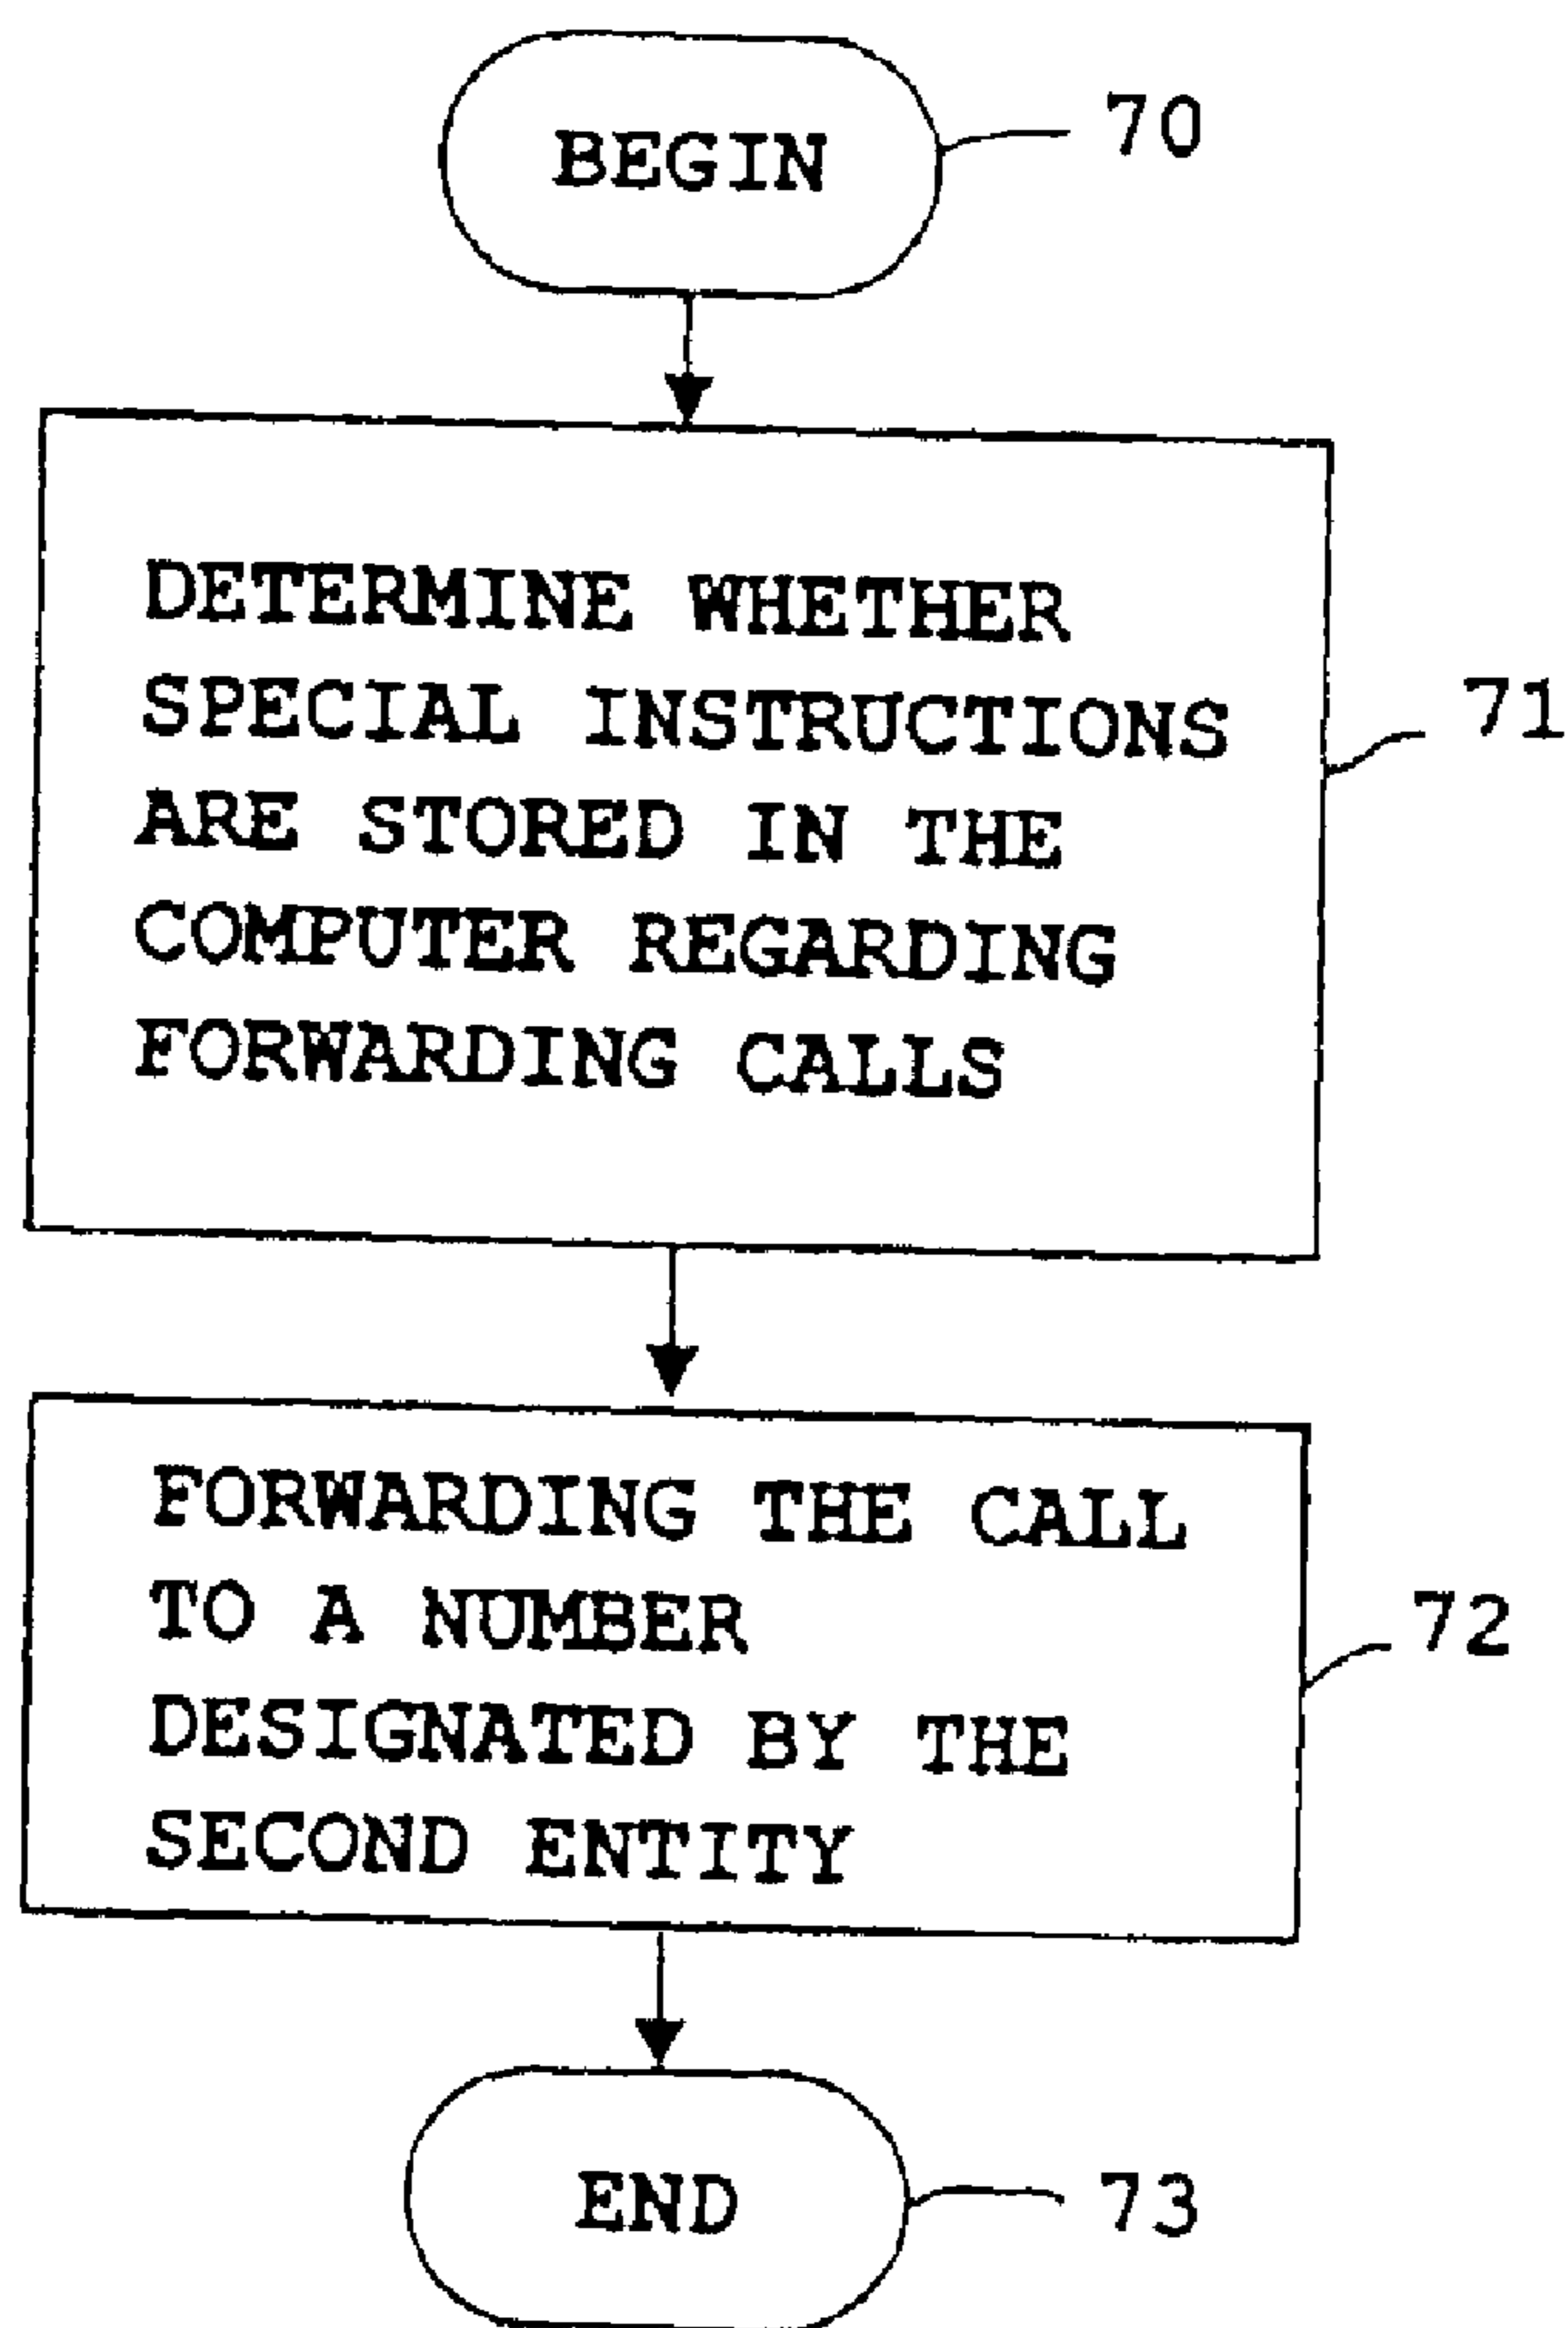 BEGIN
70
DETERMINE WHETHER
SPECIAL INSTRUCTIONS
ARE STORED IN THE
COMPUTER REGARDING
FORWARDING CALLS
71
FORWARDING THE CALL
TO A NUMBER
DESIGNATED BY THE
SECOND ENTITY
72
END
73